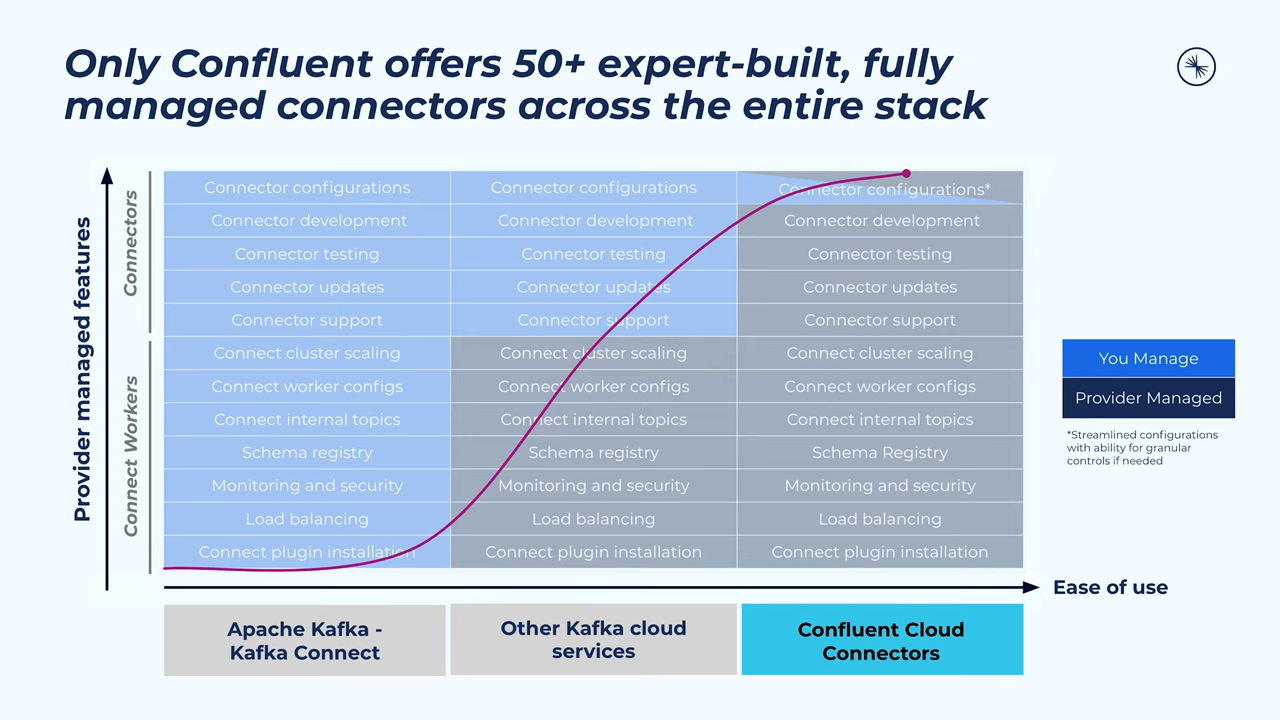 Only Confluent offers 50+ expert-built, fully
managed connectors across the entire stack
Provider managed features
Connectors
Connect Workers
Connector configurations
Connector configurations
Connector configurations*
Connector development
Connector development
Connector development
Connector testing
Connector testing
Connector testing
Connector updates
Connector updates
Connector updates
Connector support
Connector support
Connector support
Connect cluster scaling
Connect cluster scaling
Connect cluster scaling
Connect worker configs
Connect worker configs
Connect worker configs
Connect internal topics
Connect internal topics
Connect internal topics
Schema registry
Schema registry
Schema Registry
Monitoring and security
Monitoring and security
Monitoring and security
Load balancing
Load balancing
Load balancing
Connect plugin installation
Connect plugin installation
Connect plugin installation
You Manage
Provider Managed
*Streamlined configurations
with ability for granular
controls if needed
Ease of use
Apache Kafka -
Kafka Connect
Other Kafka cloud
services
Confluent Cloud
Connectors